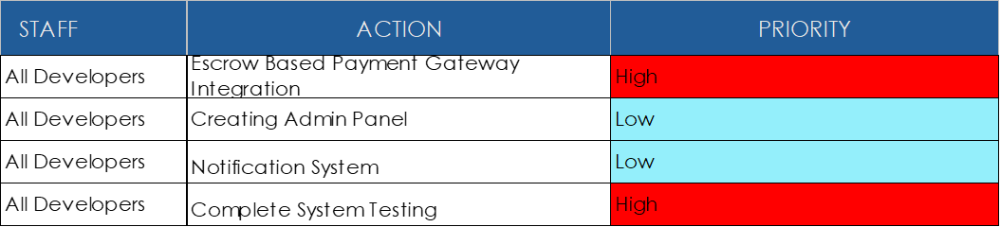 STAFF ACTION PRIORITY
All Developers Escrow Based Payment Gateway
Integration High
All Developers Creating Admin Panel Low
All Developers Notification System Low
All Developers Complete System Testing High